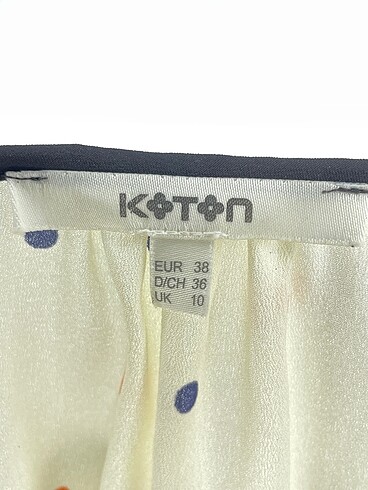 KOTON
EUR 38
D/CH 36
UK 10